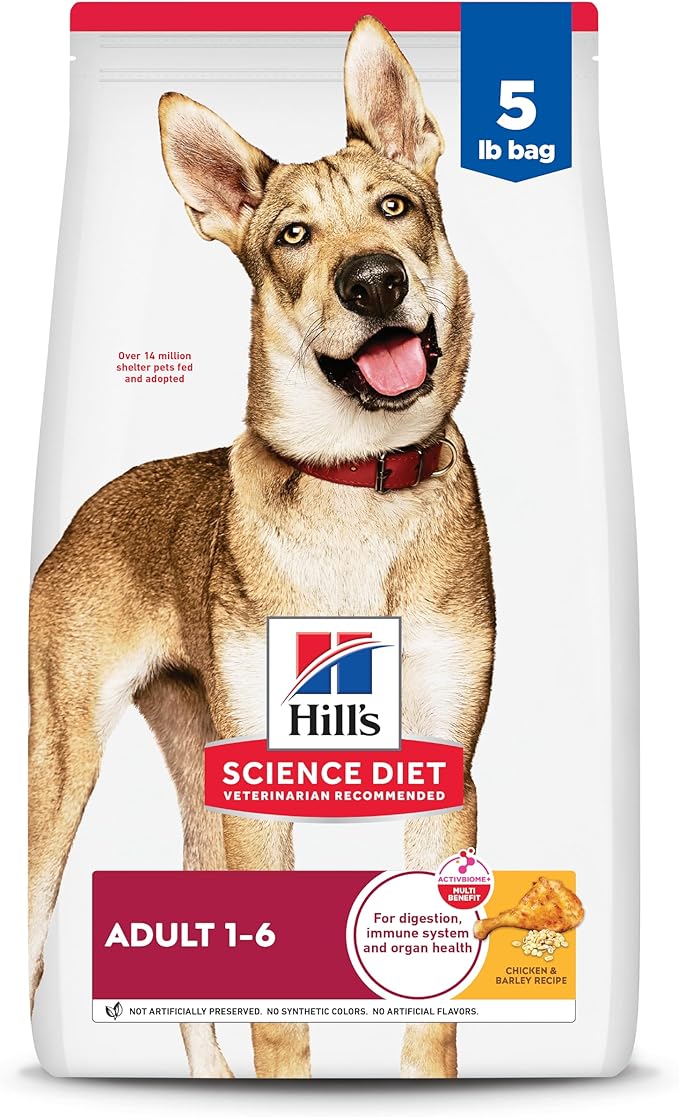 5
lb bag
Over 14 million
shelter pets fed
and adopted
Hill's
SCIENCE DIET
VETERINARIAN RECOMMENDED
ACTIVBIOME+
MULTI
BENEFIT
ADULT 1-6
For digestion,
immune system
and organ health
CHICKEN &
BARLEY RECIPE
NOT ARTIFICIALLY PRESERVED. NO SYNTHETIC COLORS. NO ARTIFICIAL FLAVORS.